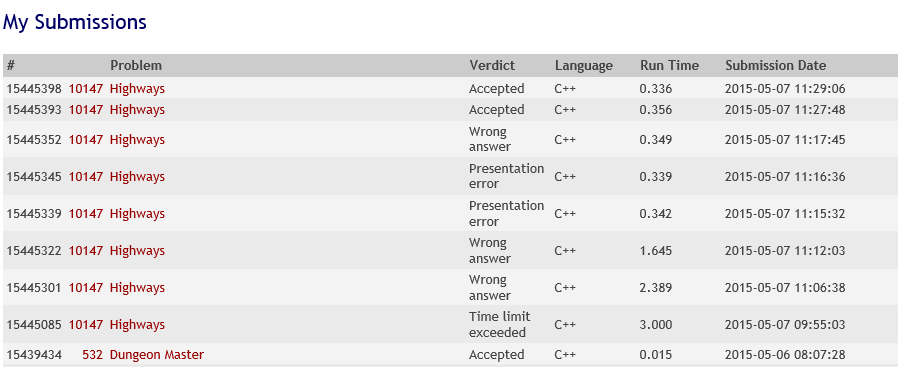 My Submissions
# Problem Verdict Language Run Time Submission Date
15445398 10147 Highways Accepted C++ 0.336 2015-05-07 11:29:06
15445393 10147 Highways Accepted C++ 0.356 2015-05-07 11:27:48
15445352 10147 Highways Wrong answer C++ 0.349 2015-05-07 11:17:45
15445345 10147 Highways Presentation error C++ 0.339 2015-05-07 11:16:36
15445339 10147 Highways Presentation error C++ 0.342 2015-05-07 11:15:32
15445322 10147 Highways Wrong answer C++ 1.645 2015-05-07 11:12:03
15445301 10147 Highways Wrong answer C++ 2.389 2015-05-07 11:06:38
15445085 10147 Highways Time limit exceeded C++ 3.000 2015-05-07 09:55:03
15439434 532 Dungeon Master Accepted C++ 0.015 2015-05-06 08:07:28